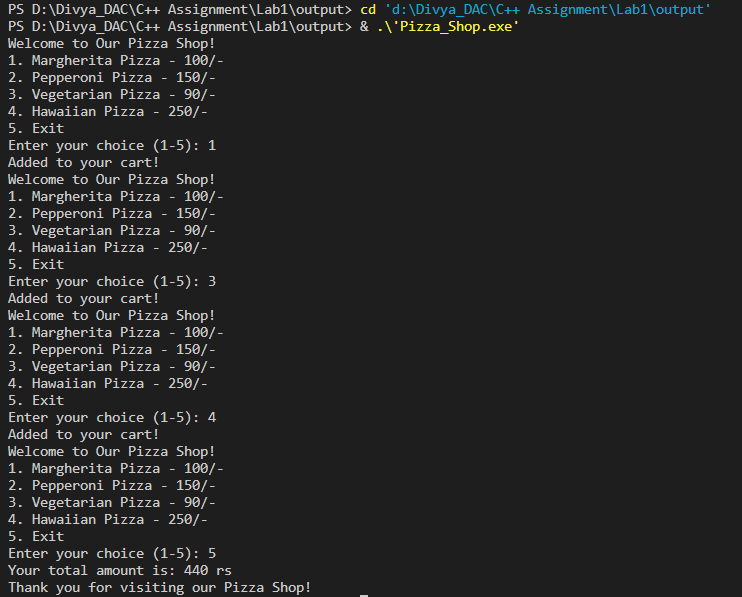 PS D:\Divya_DAC\C++ Assignment\Lab1\output> cd 'd:\Divya_DAC\C++ Assignment\Lab1\output'
PS D:\Divya_DAC\C++ Assignment\Lab1\output> & .\'Pizza_Shop.exe'
Welcome to Our Pizza Shop!
1. Margherita Pizza - 100/-
2. Pepperoni Pizza - 150/-
3. Vegetarian Pizza - 90/-
4. Hawaiian Pizza - 250/-
5. Exit
Enter your choice (1-5): 1
Added to your cart!
Welcome to Our Pizza Shop!
1. Margherita Pizza - 100/-
2. Pepperoni Pizza - 150/-
3. Vegetarian Pizza - 90/-
4. Hawaiian Pizza - 250/-
5. Exit
Enter your choice (1-5): 3
Added to your cart!
Welcome to Our Pizza Shop!
1. Margherita Pizza - 100/-
2. Pepperoni Pizza - 150/-
3. Vegetarian Pizza - 90/-
4. Hawaiian Pizza - 250/-
5. Exit
Enter your choice (1-5): 4
Added to your cart!
Welcome to Our Pizza Shop!
1. Margherita Pizza - 100/-
2. Pepperoni Pizza - 150/-
3. Vegetarian Pizza - 90/-
4. Hawaiian Pizza - 250/-
5. Exit
Enter your choice (1-5): 5
Your total amount is: 440 rs
Thank you for visiting our Pizza Shop!